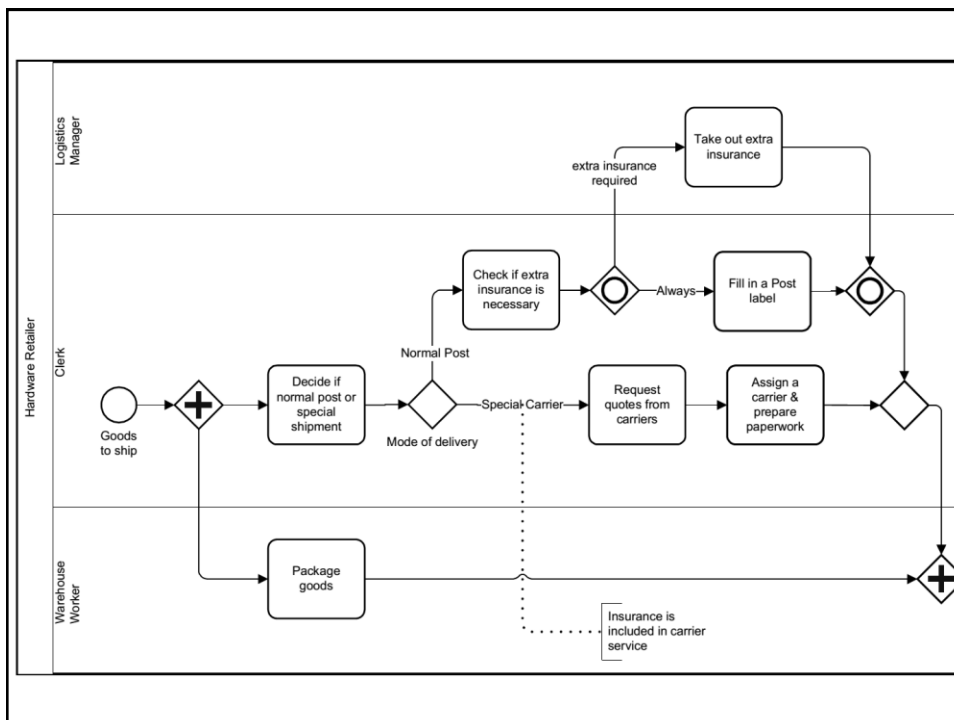 Hardware Retailer
Logistics
Manager
Take out extra
insurance
extra insurance
required
Clerk
Check if extra
insurance is
necessary
Always
Fill in a Post
label
Normal Post
Goods
to ship
Decide if
normal post or
special
shipment
Mode of delivery
Special Carrier
Request
quotes from
carriers
Assign a
carrier &
prepare
paperwork
Warehouse
Worker
Package
goods
Insurance is
included in carrier
service